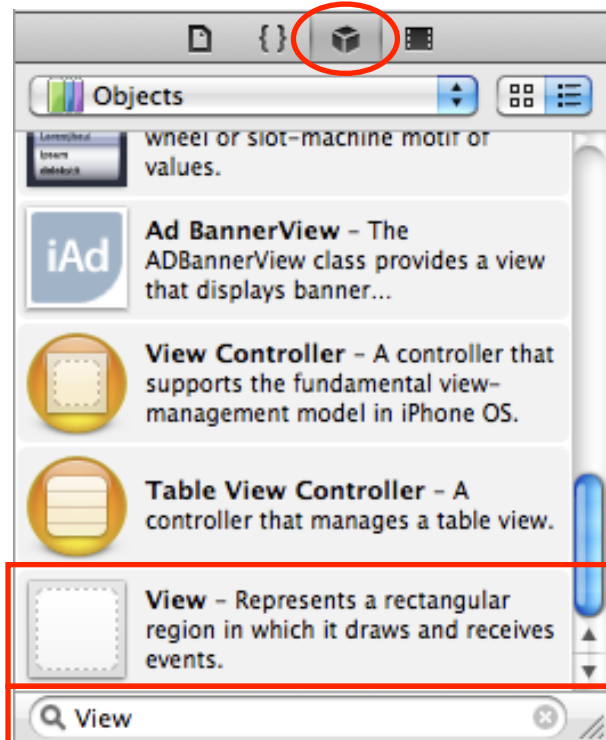 { }
Objects
wheel or slot-machine motif of
values.
iAd
Ad BannerView – The
ADBannerView class provides a view
that displays banner...
View Controller – A controller that
supports the fundamental view-
management model in iPhone OS.
Table View Controller – A
controller that manages a table view.
View – Represents a rectangular
region in which it draws and receives
events.
View